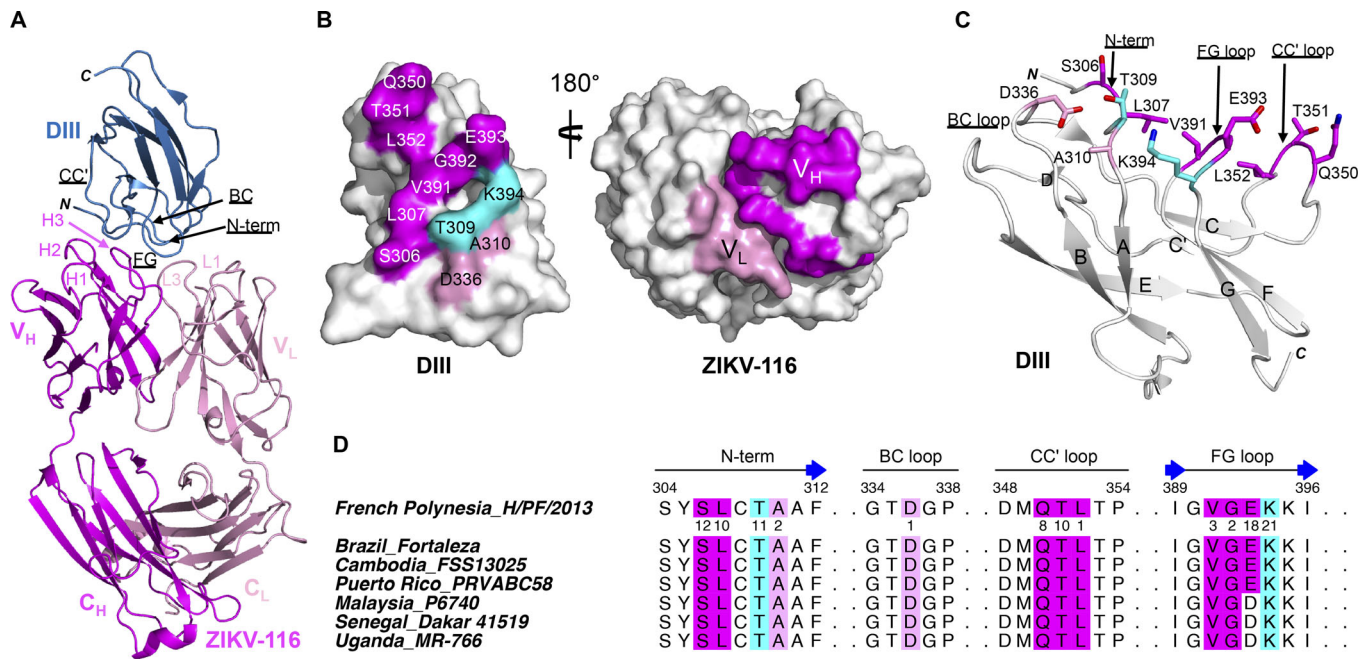 A
C
DIII
CC'
BC
N
N-term
H3
H2
FG
L1
H1
L3
VH
VL
CH
CL
ZIKV-116
B
180°
Q350
T351
L352
E393
G392
V391
K394
L307
T309
A310
S306
D336
DIII
VH
VL
ZIKV-116
C
N-term
FG loop
CC' loop
S306
N
T309
D336
L307
E393
T351
BC loop
V391
A310
K394
L352
Q350
D
C
A
C'
B
E
G
F
C
DIII
D
N-term BC loop CC' loop FG loop
304 312 334 338 348 354 389 396
French Polynesia_H/PF/2013 S Y S L C T A A F . . G T D G P . . D M Q T L T P . . I G V G E K K I . .
12 10 11 2 1 8 10 1 3 2 18 21
Brazil_Fortaleza S Y S L C T A A F . . G T D G P . . D M Q T L T P . . I G V G E K K I . .
Cambodia_FSS13025 S Y S L C T A A F . . G T D G P . . D M Q T L T P . . I G V G E K K I . .
Puerto Rico_PRVABC58 S Y S L C T A A F . . G T D G P . . D M Q T L T P . . I G V G E K K I . .
Malaysia_P6740 S Y S L C T A A F . . G T D G P . . D M Q T L T P . . I G V G D K K I . .
Senegal_Dakar 41519 S Y S L C T A A F . . G T D G P . . D M Q T L T P . . I G V G D K K I . .
Uganda_MR-766 S Y S L C T A A F . . G T D G P . . D M Q T L T P . . I G V G D K K I . .